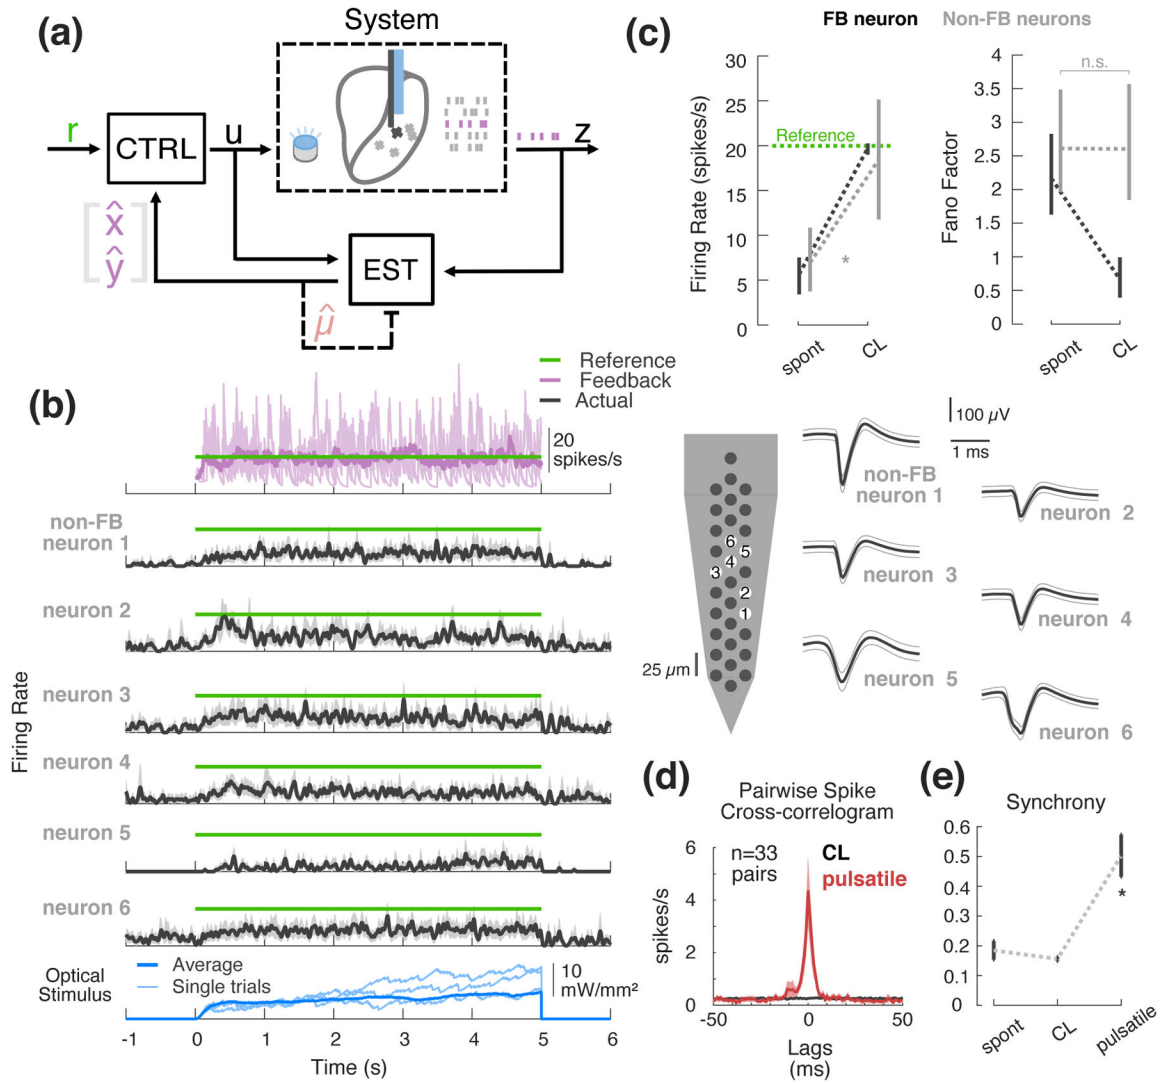 (a)
System
r
CTRL
u
z
x̂
ŷ
EST
μ̂
(b)
Reference
Feedback
Actual
20
spikes/s
0 1 2 3 4 5 6
non-FB
neuron 1
neuron 2
neuron 3
neuron 4
neuron 5
neuron 6
Firing Rate
Optical
Stimulus
Average
Single trials
10
mW/mm²
-1 0 1 2 3 4 5 6
Time (s)
(c)
FB neuron Non-FB neurons
Firing Rate (spikes/s)
30
25
20
15
10
5
0
Reference
*
spont CL
Fano Factor
4
3.5
3
2.5
2
1.5
1
0.5
0
n.s.
spont CL
100 µV
1 ms
non-FB
neuron 1
neuron 2
neuron 3
neuron 4
neuron 5
neuron 6
6
5
4
3
2
1
25 µm
(d)
Pairwise Spike
Cross-correlogram
n=33
pairs
CL
pulsatile
spikes/s
6
4
2
0
-50 0 50
Lags
(ms)
(e)
Synchrony
0.6
0.5
0.4
0.3
0.2
0.1
0
*
spont CL pulsatile